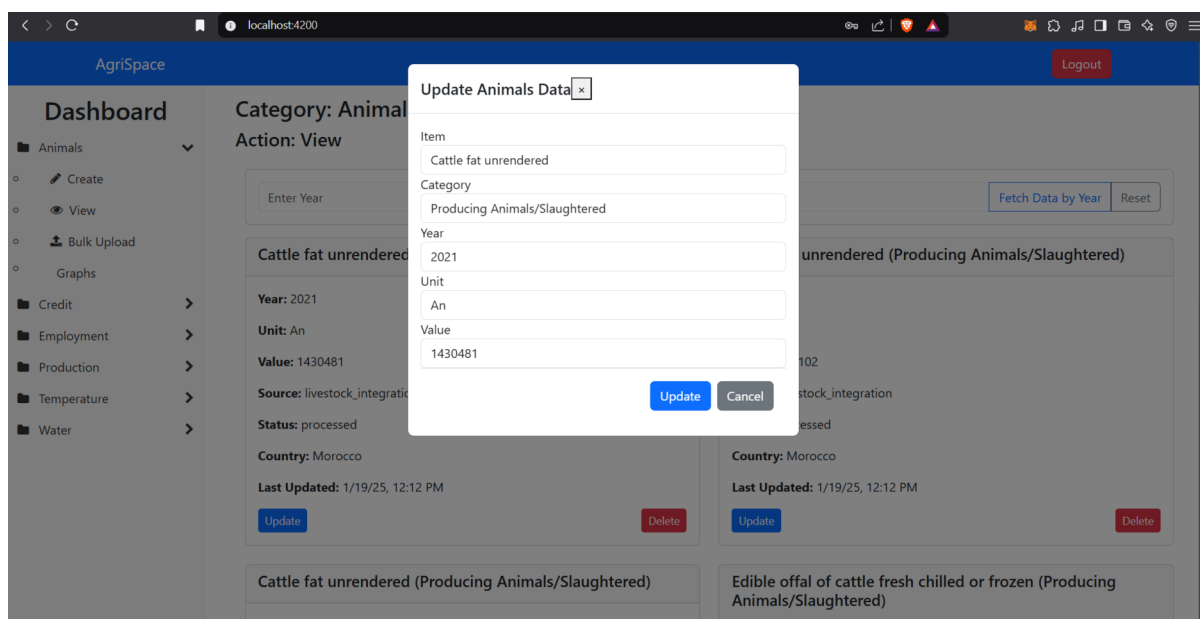 localhost:4200
AgriSpace
Logout
Dashboard
Animals
Create
View
Bulk Upload
Graphs
Credit
Employment
Production
Temperature
Water
Category: Animal
Action: View
Enter Year
Fetch Data by Year
Reset
Update Animals Data ×
Item
Cattle fat unrendered
Category
Producing Animals/Slaughtered
Year
2021
Unit
An
Value
1430481
Update
Cancel
Cattle fat unrendered
Year: 2021
Unit: An
Value: 1430481
Source: livestock_integratio
Status: processed
Country: Morocco
Last Updated: 1/19/25, 12:12 PM
Update
Delete
unrendered (Producing Animals/Slaughtered)
102
stock_integration
essed
Country: Morocco
Last Updated: 1/19/25, 12:12 PM
Update
Delete
Cattle fat unrendered (Producing Animals/Slaughtered)
Edible offal of cattle fresh chilled or frozen (Producing
Animals/Slaughtered)